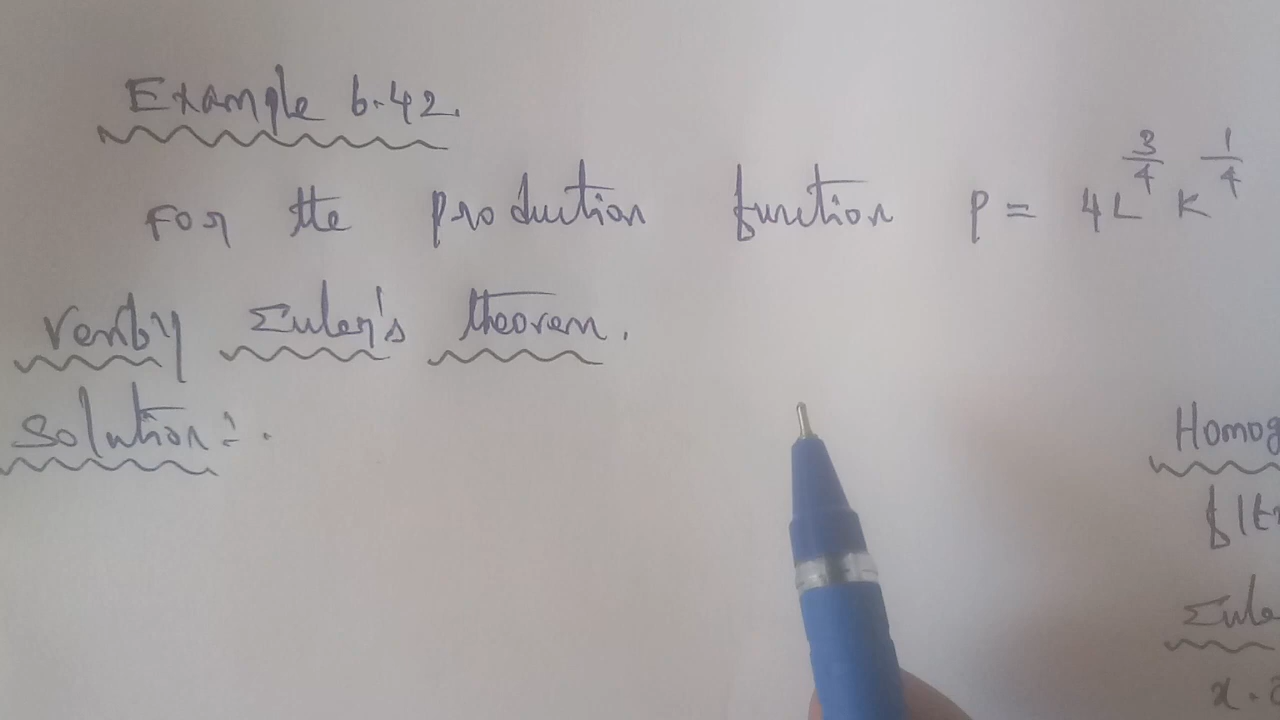 Example 6.42.
For the production function P = 4L^{3/4} K^{1/4}
Verify Euler's theorem.
Solution:-.
Homog
f(t
Eule
x.